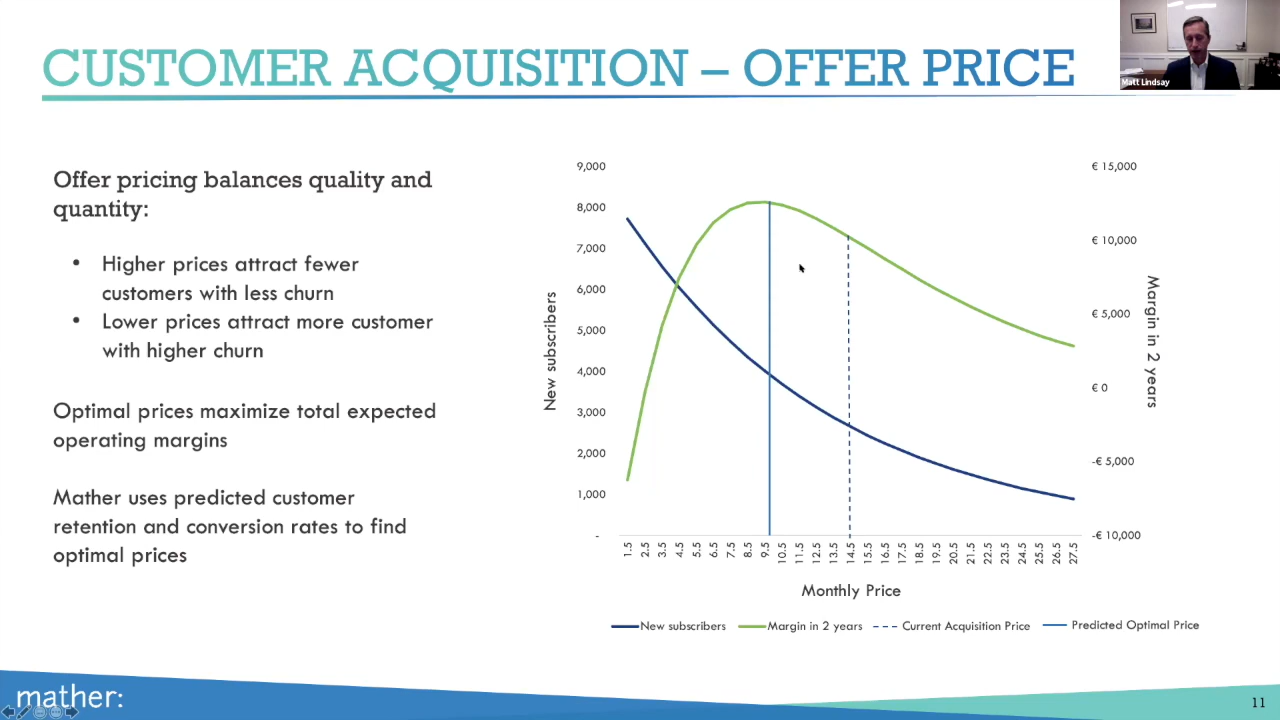 CUSTOMER ACQUISITION – OFFER PRICE
Matt Lindsay
Offer pricing balances quality and
quantity:
• Higher prices attract fewer
customers with less churn
• Lower prices attract more customer
with higher churn
Optimal prices maximize total expected
operating margins
Mather uses predicted customer
retention and conversion rates to find
optimal prices
New subscribers
9,000
8,000
7,000
6,000
5,000
4,000
3,000
2,000
1,000
-
€ 15,000
€ 10,000
€ 5,000
€ 0
-€ 5,000
-€ 10,000
Margin in 2 years
1.5 2.5 3.5 4.5 5.5 6.5 7.5 8.5 9.5 10.5 11.5 12.5 13.5 14.5 15.5 16.5 17.5 18.5 19.5 20.5 21.5 22.5 23.5 24.5 25.5 26.5 27.5
Monthly Price
New subscribers Margin in 2 years Current Acquisition Price Predicted Optimal Price
mather:
11